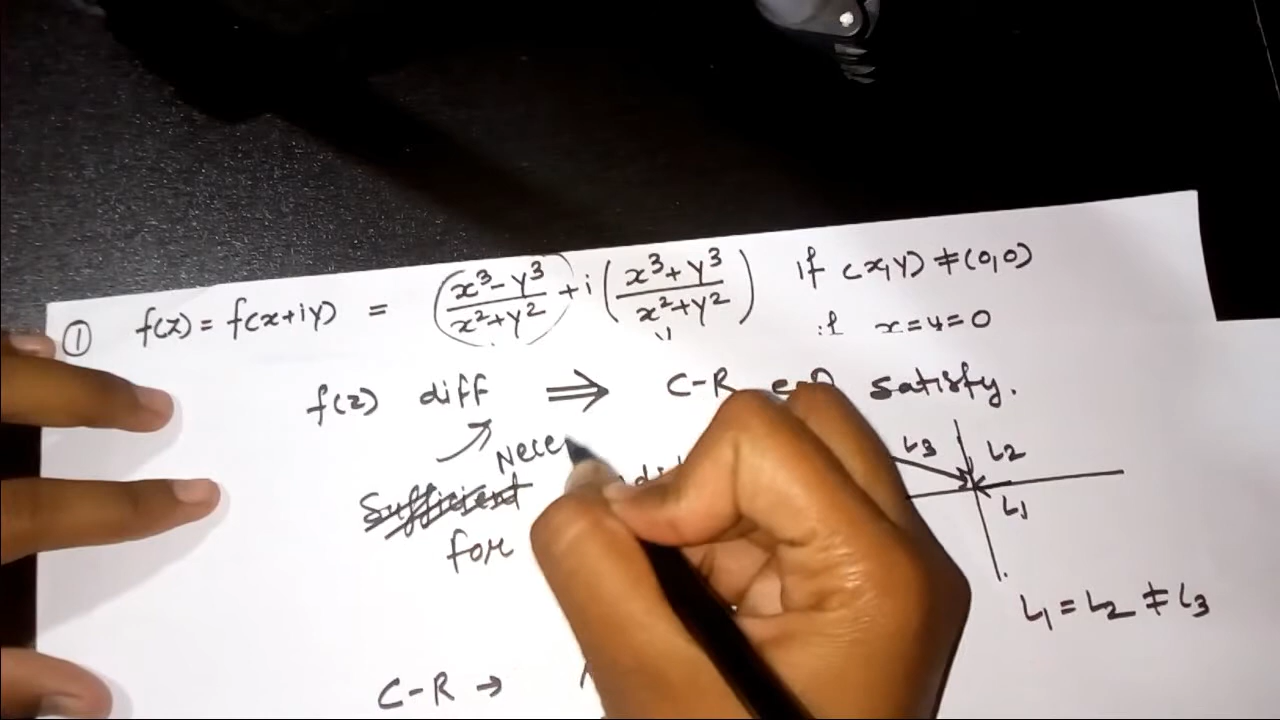 ① f(z) = f(x+iy) = (x³-y³/x²+y²) + i (x³+y³/x²+y²) if (x,y) ≠ (0,0)
if x=y=0
f(z) diff ⇒ C-R satisfy.
Nece
Sufficient
for
L3 L2
L1
L1 = L2 ≠ L3
C-R →